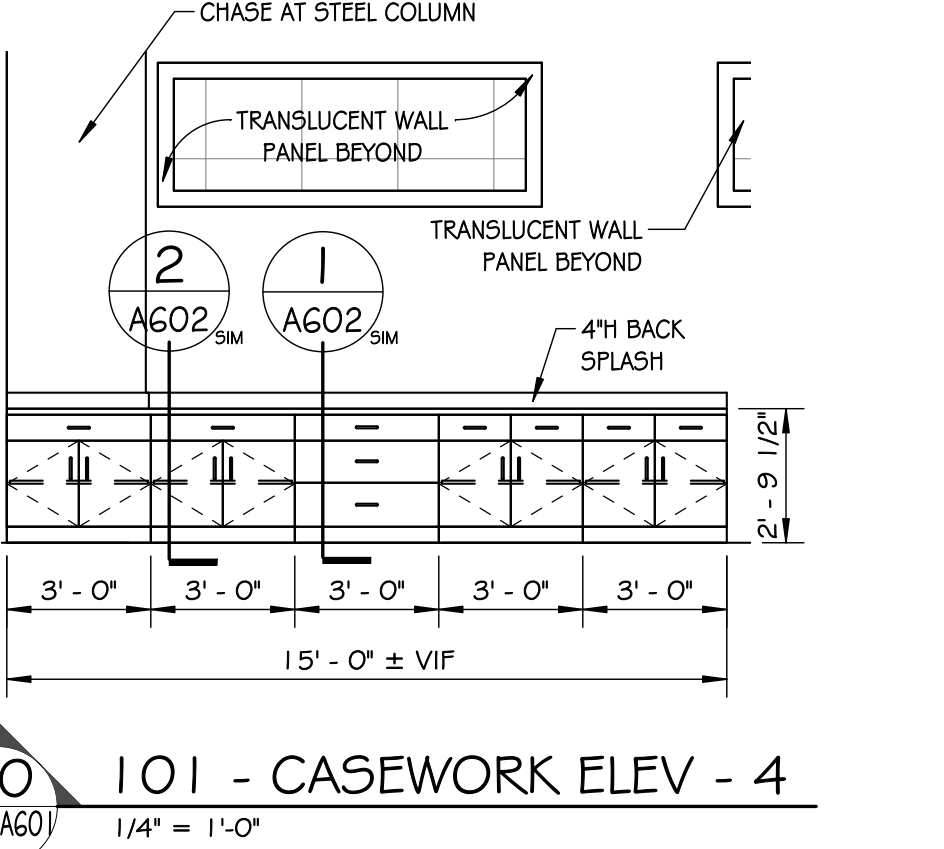 CHASE AT STEEL COLUMN
TRANSLUCENT WALL
PANEL BEYOND
TRANSLUCENT WALL
PANEL BEYOND
2
A602
SIM
1
A602
SIM
4"H BACK
SPLASH
2' - 9 1/2"
3' - 0"
3' - 0"
3' - 0"
3' - 0"
3' - 0"
15' - 0" ± VIF
0
A601
101 - CASEWORK ELEV - 4
1/4" = 1'-0"